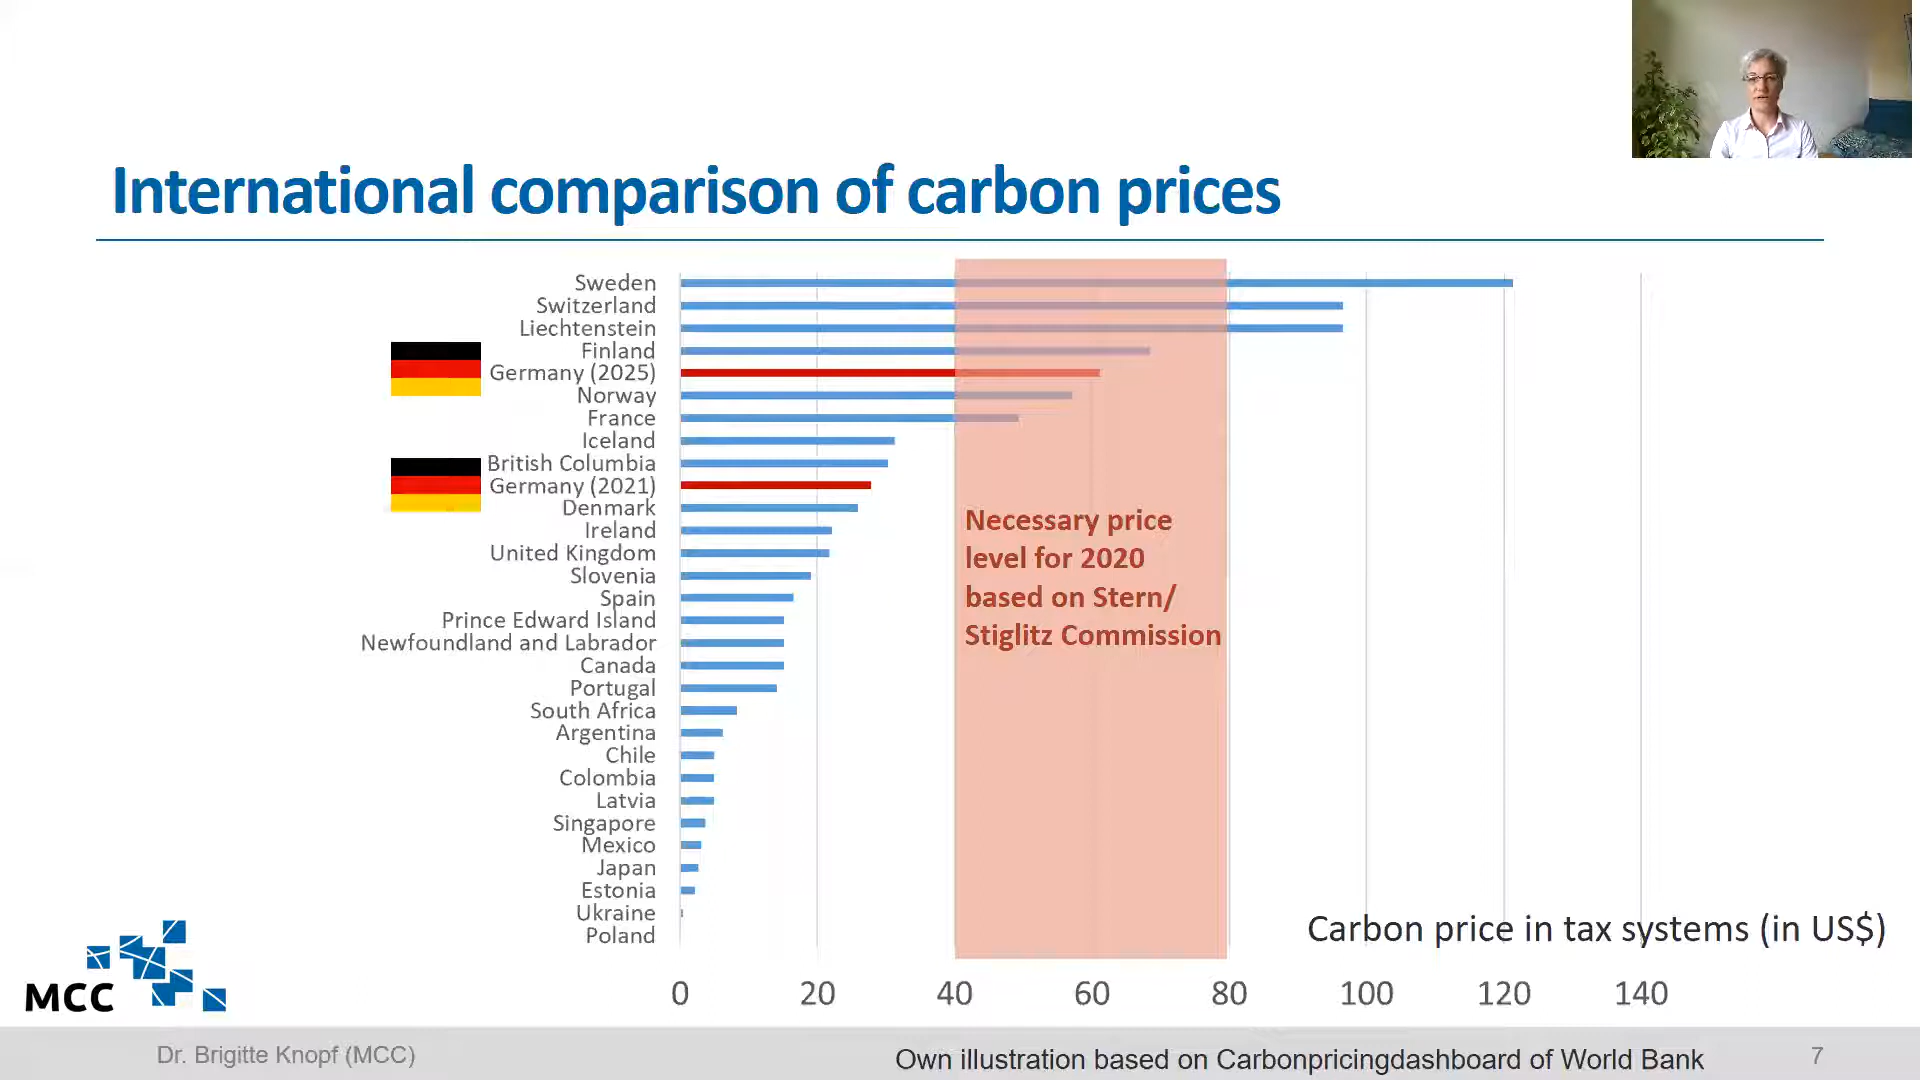 International comparison of carbon prices
Sweden
Switzerland
Liechtenstein
Finland
Germany (2025)
Norway
France
Iceland
British Columbia
Germany (2021)
Denmark
Ireland
United Kingdom
Slovenia
Spain
Prince Edward Island
Newfoundland and Labrador
Canada
Portugal
South Africa
Argentina
Chile
Colombia
Latvia
Singapore
Mexico
Japan
Estonia
Ukraine
Poland
Necessary price
level for 2020
based on Stern/
Stiglitz Commission
Carbon price in tax systems (in US$)
0 20 40 60 80 100 120 140
MCC
Dr. Brigitte Knopf (MCC)
Own illustration based on Carbonpricingdashboard of World Bank
7